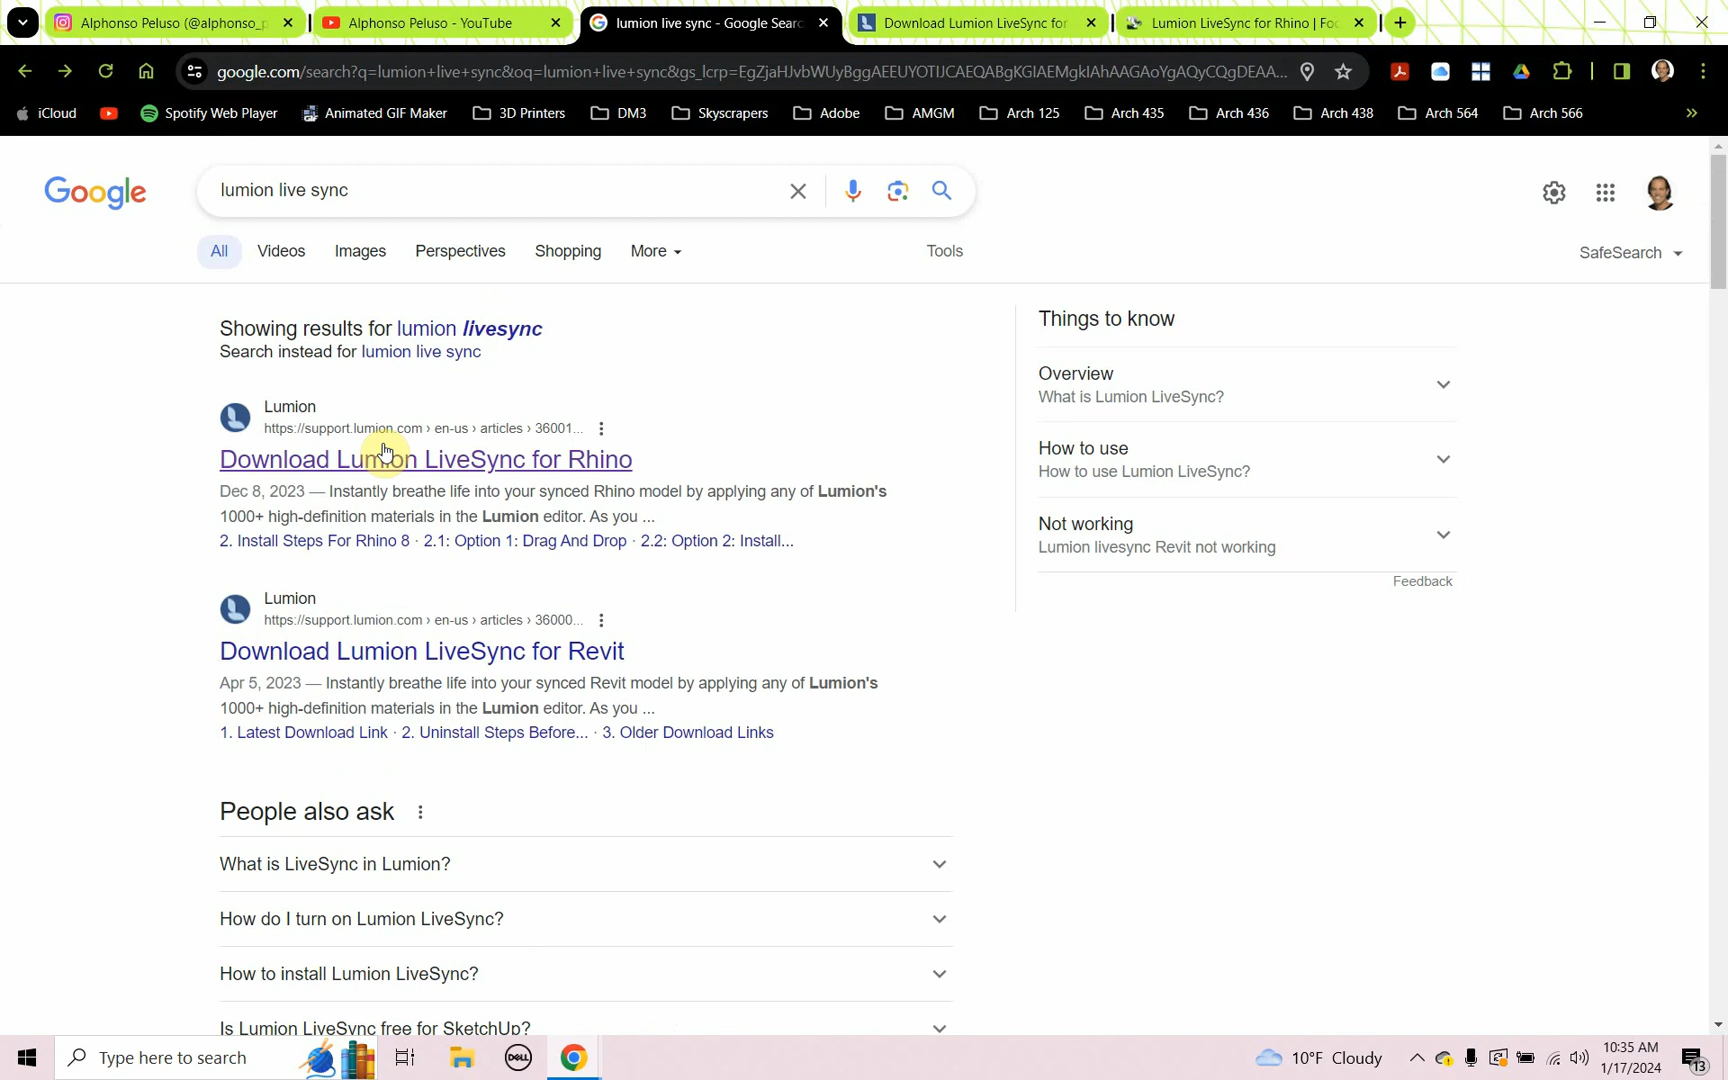 Alphonso Peluso (@alphonso_p
Alphonso Peluso - YouTube
lumion live sync - Google Searc
Download Lumion LiveSync for
Lumion LiveSync for Rhino | Foo
google.com/search?q=lumion+live+sync&oq=lumion+live+sync&gs_lcrp=EgZjaHJvbWUyBggAEEUYOTIJCAEQABgKGIAEMgkIAhAAGAoYgAQyCQgDEAA...
iCloud
Spotify Web Player
Animated GIF Maker
3D Printers
DM3
Skyscrapers
Adobe
AMGM
Arch 125
Arch 435
Arch 436
Arch 438
Arch 564
Arch 566
»
Google
lumion live sync
All
Videos
Images
Perspectives
Shopping
More
Tools
SafeSearch
Showing results for lumion livesync
Search instead for lumion live sync
Lumion
https://support.lumion.com › en-us › articles › 36001...
Download Lumion LiveSync for Rhino
Dec 8, 2023 — Instantly breathe life into your synced Rhino model by applying any of Lumion's
1000+ high-definition materials in the Lumion editor. As you ...
2. Install Steps For Rhino 8 · 2.1: Option 1: Drag And Drop · 2.2: Option 2: Install...
Lumion
https://support.lumion.com › en-us › articles › 36000...
Download Lumion LiveSync for Revit
Apr 5, 2023 — Instantly breathe life into your synced Revit model by applying any of Lumion's
1000+ high-definition materials in the Lumion editor. As you ...
1. Latest Download Link · 2. Uninstall Steps Before... · 3. Older Download Links
People also ask
What is LiveSync in Lumion?
How do I turn on Lumion LiveSync?
How to install Lumion LiveSync?
Is Lumion LiveSync free for SketchUp?
Things to know
Overview
What is Lumion LiveSync?
How to use
How to use Lumion LiveSync?
Not working
Lumion livesync Revit not working
Feedback
Type here to search
DELL
10°F Cloudy
10:35 AM
1/17/2024
13